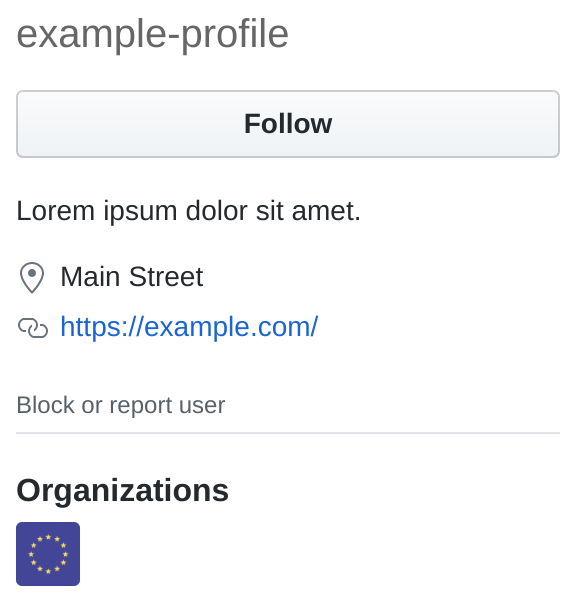 example-profile
Follow
Lorem ipsum dolor sit amet.
Main Street
https://example.com/
Block or report user
Organizations